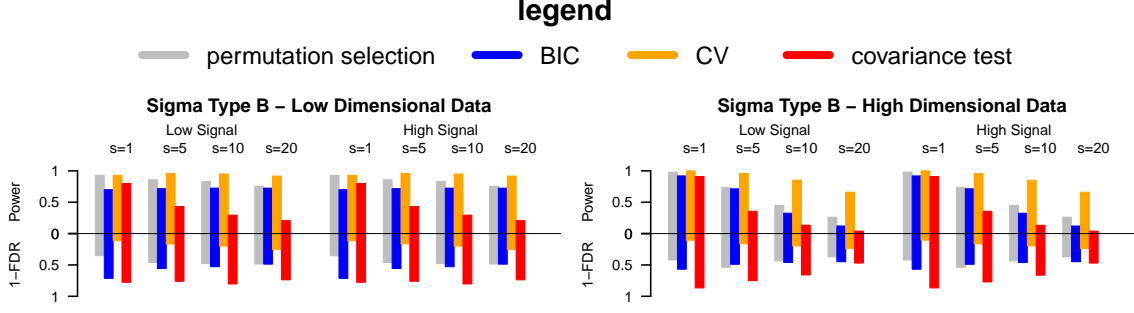 legend
permutation selection BIC CV covariance test
Sigma Type B − Low Dimensional Data
Low Signal High Signal
s=1 s=5 s=10 s=20 s=1 s=5 s=10 s=20
Power
1−FDR
1
0.5
0
0.5
1
Sigma Type B − High Dimensional Data
Low Signal High Signal
s=1 s=5 s=10 s=20 s=1 s=5 s=10 s=20
Power
1−FDR
1
0.5
0
0.5
1